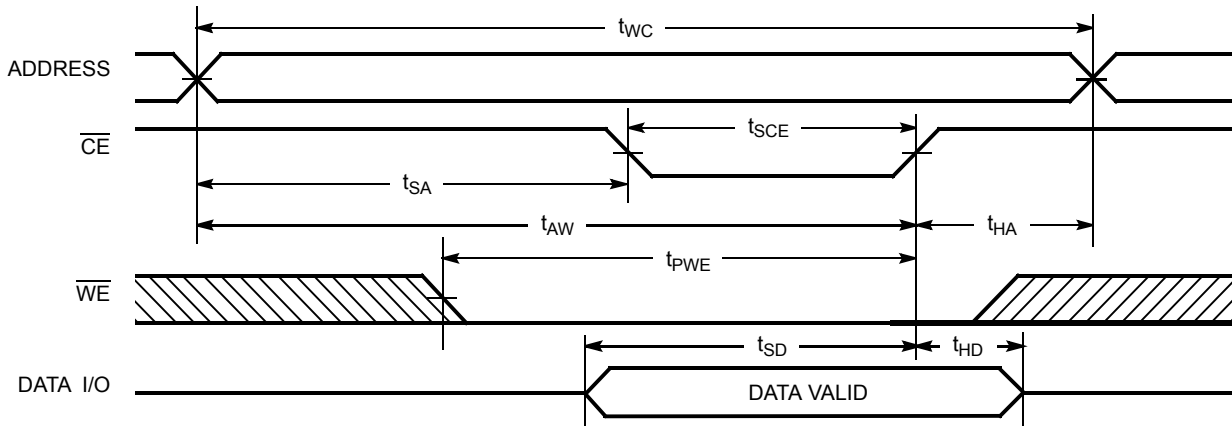 tWC
ADDRESS
CE
tSCE
tSA
tAW
tHA
tPWE
WE
tSD
tHD
DATA I/O
DATA VALID